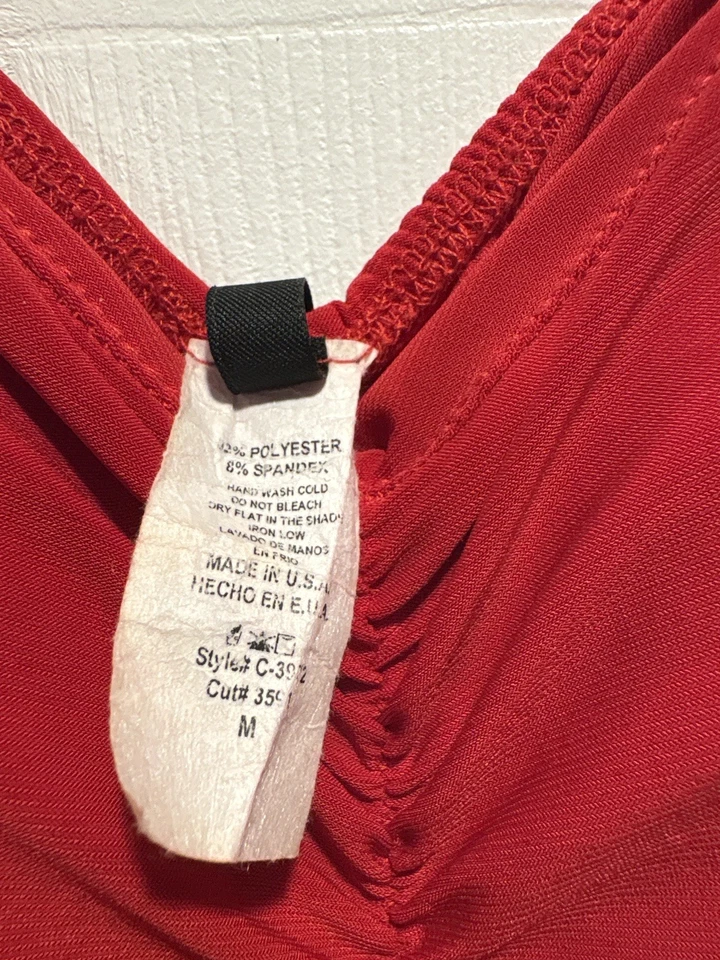 POLYESTER
8% SPANDEX
HAND WASH COLD
DO NOT BLEACH
DRY FLAT IN THE SHADE
IRON LOW
LAVADO DE MANOS
EN FRIO
MADE IN U.S.A.
HECHO EN E.U.A.
Style#
Cut#
M